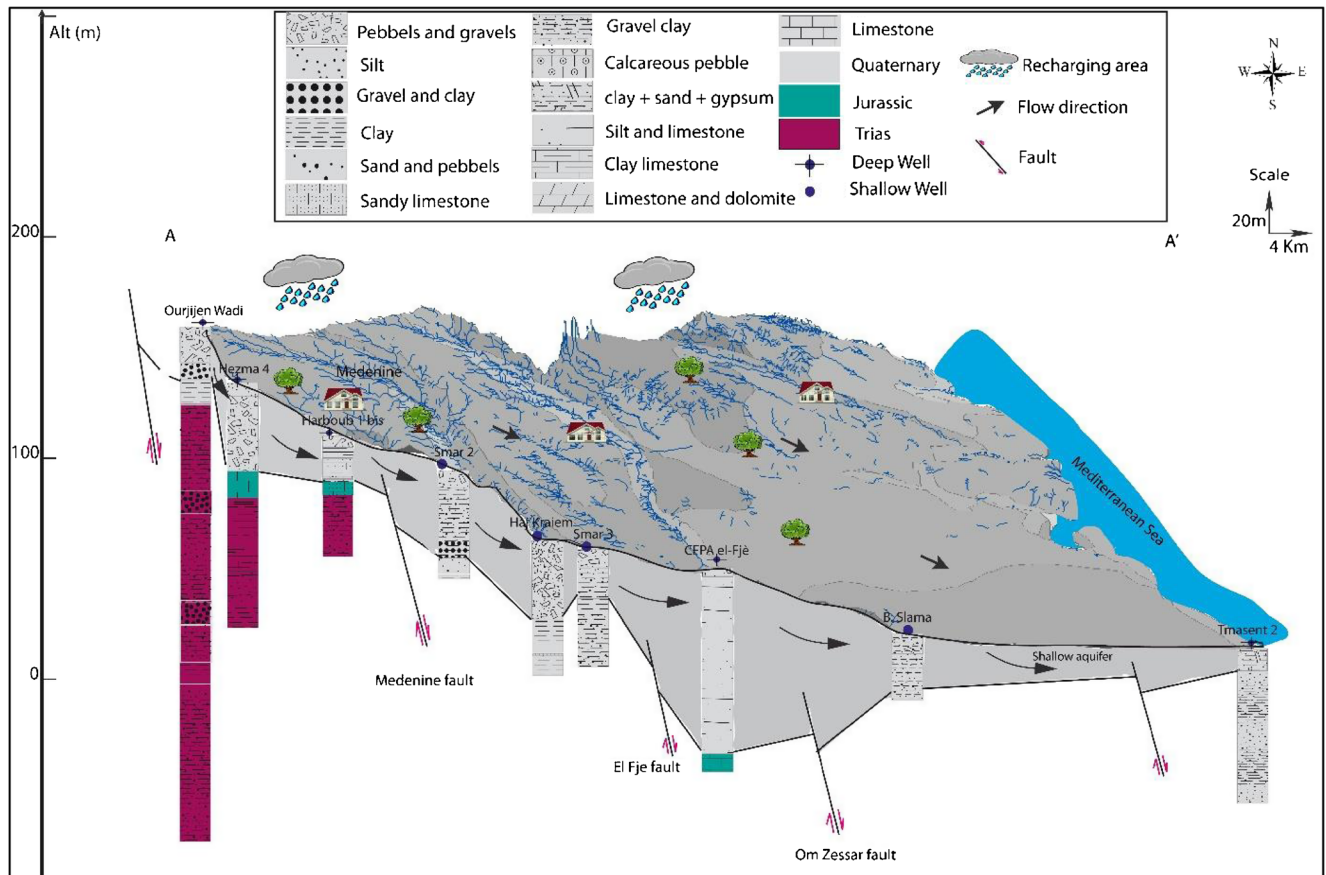 Alt (m)
Pebbels and gravels
Silt
Gravel and clay
Clay
Sand and pebbels
Sandy limestone
Gravel clay
Calcareous pebble
clay + sand + gypsum
Silt and limestone
Clay limestone
Limestone and dolomite
Limestone
Quaternary
Jurassic
Trias
Deep Well
Shallow Well
Recharging area
Flow direction
Fault
N
W E
S
Scale
20m
4 Km
200
A
A'
Ourjijen Wadi
Hezma 4
Medenine
Harboub 1 bis
100
Smar 2
Mediterranean Sea
Haj Kraiem
Smar 3
CFPA el-Fjè
B. Slama
Tmasent 2
Shallow aquifer
0
Medenine fault
El Fje fault
Om Zessar fault